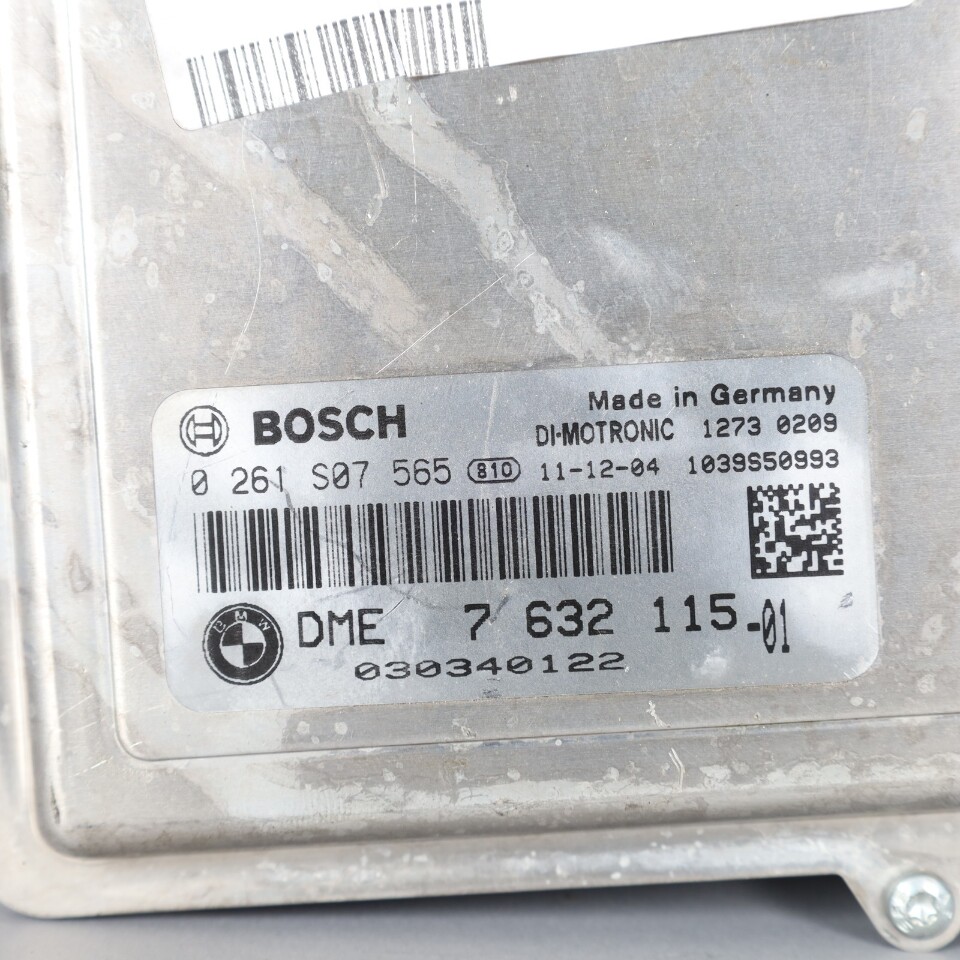 BOSCH
Made in Germany
DI-MOTRONIC 1273 0209
0 261 S07 565 810 11-12-04 1039S50993
BMW
DME 7 632 115-01
030340122